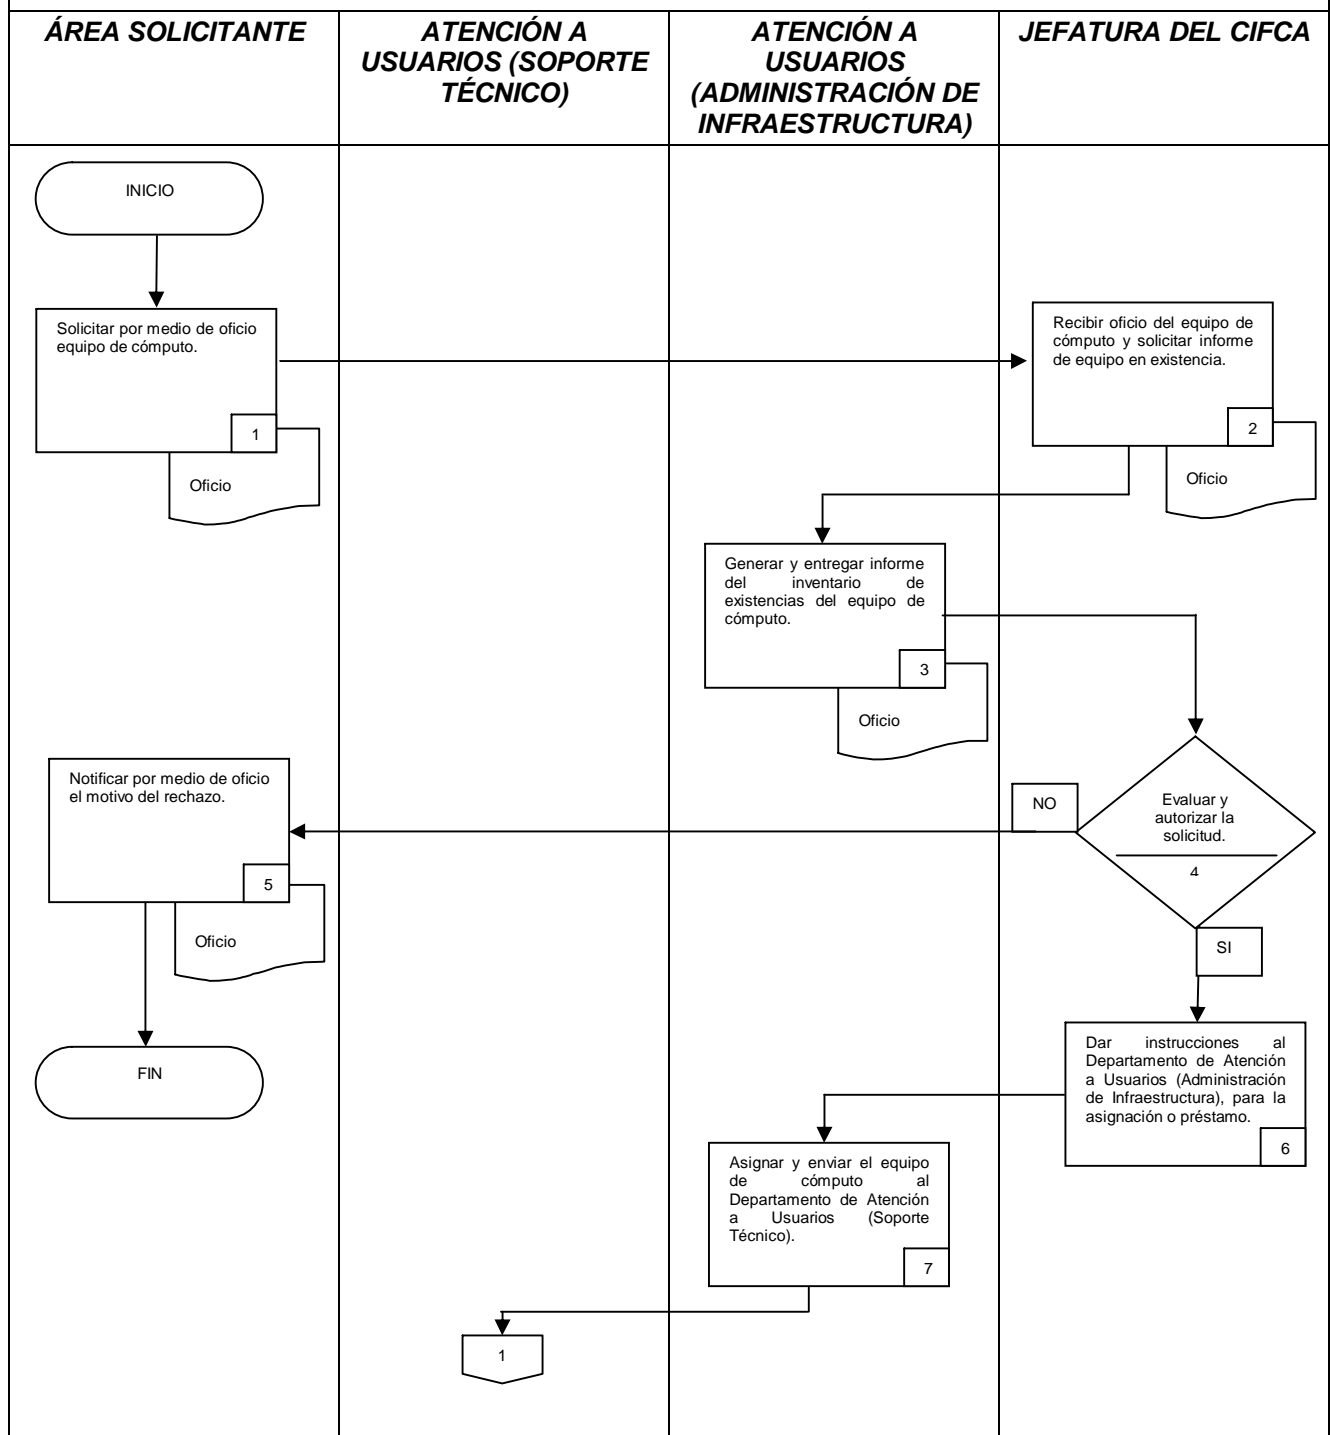 ÁREA SOLICITANTE
ATENCIÓN A
USUARIOS (SOPORTE
TÉCNICO)
ATENCIÓN A
USUARIOS
(ADMINISTRACIÓN DE
INFRAESTRUCTURA)
JEFATURA DEL CIFCA
INICIO
Solicitar por medio de oficio
equipo de cómputo.
1
Oficio
Recibir oficio del equipo de
cómputo y solicitar informe
de equipo en existencia.
2
Oficio
Generar y entregar informe
del inventario de
existencias del equipo de
cómputo.
3
Oficio
Evaluar y
autorizar la
solicitud.
4
NO
Notificar por medio de oficio
el motivo del rechazo.
5
Oficio
FIN
SI
Dar instrucciones al
Departamento de Atención
a Usuarios (Administración
de Infraestructura), para la
asignación o préstamo.
6
Asignar y enviar el equipo
de cómputo al
Departamento de Atención
a Usuarios (Soporte
Técnico).
7
1